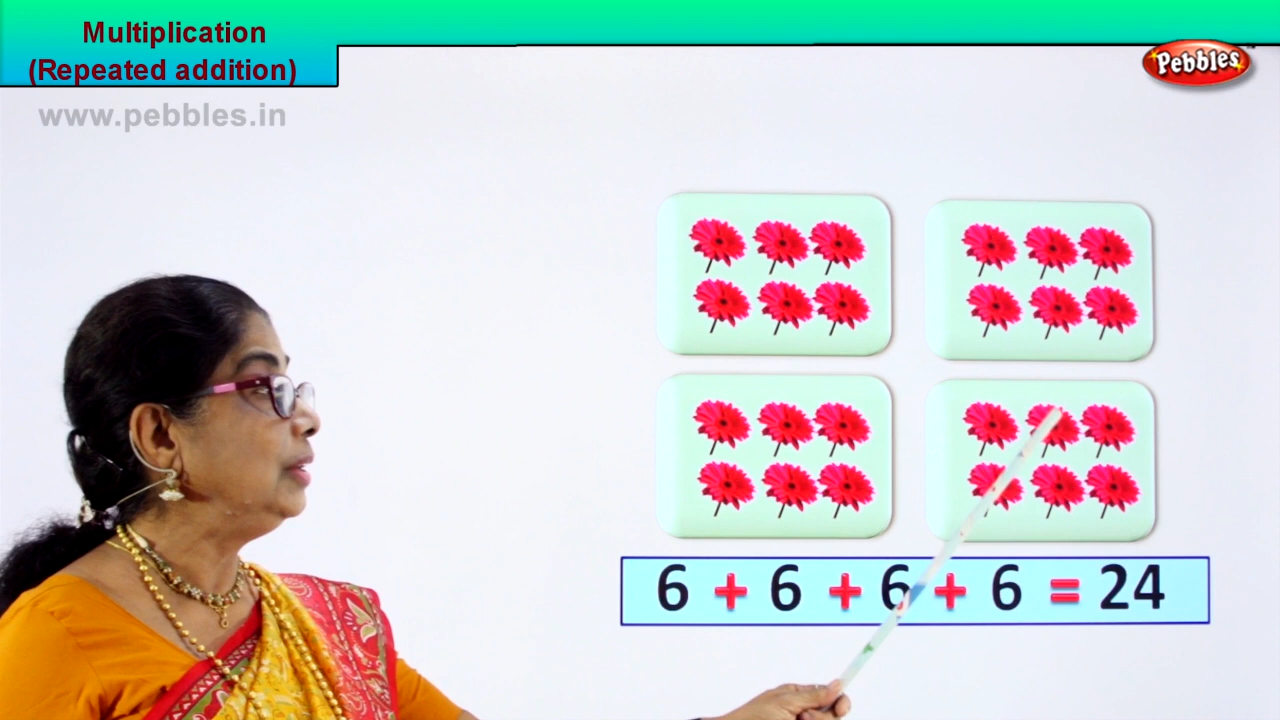 Multiplication
(Repeated addition)
Pebbles
www.pebbles.in
6 + 6 + 6 + 6 = 24